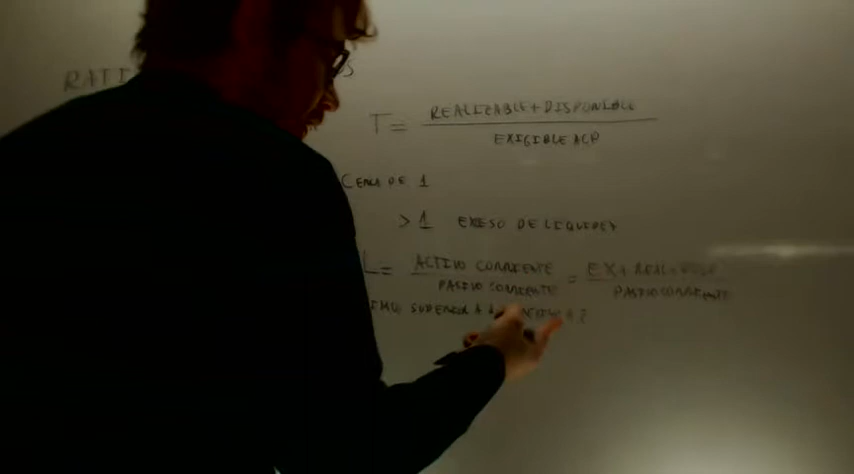 RATI S
T = REALIZABLE + DISPONIBLE / EXIGIBLE ACP
CERCA DE 1
> 1 EXESO DE LIQUIDEZ
L = ACTIVO CORRIENTE / PASIVO CORRIENTE = EX + REAL + / PASIVO CORRIENTE
SUPERIOR A 1